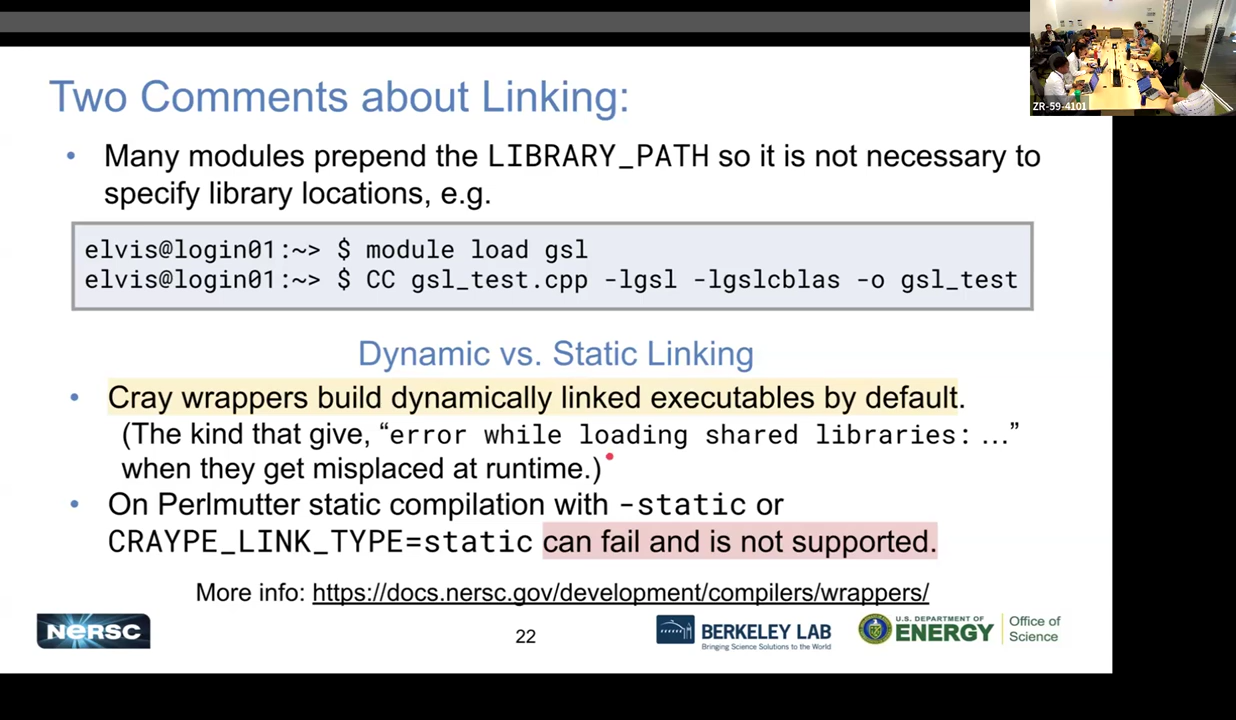 ZR-59-4101
Two Comments about Linking:
• Many modules prepend the LIBRARY_PATH so it is not necessary to
specify library locations, e.g.
elvis@login01:~> $ module load gsl
elvis@login01:~> $ CC gsl_test.cpp -lgsl -lgslcblas -o gsl_test
Dynamic vs. Static Linking
• Cray wrappers build dynamically linked executables by default.
(The kind that give, “error while loading shared libraries: …”
when they get misplaced at runtime.)
• On Perlmutter static compilation with -static or
CRAYPE_LINK_TYPE=static can fail and is not supported.
More info: https://docs.nersc.gov/development/compilers/wrappers/
NERSC
22
BERKELEY LAB
Bringing Science Solutions to the World
U.S. DEPARTMENT OF
ENERGY
Office of
Science